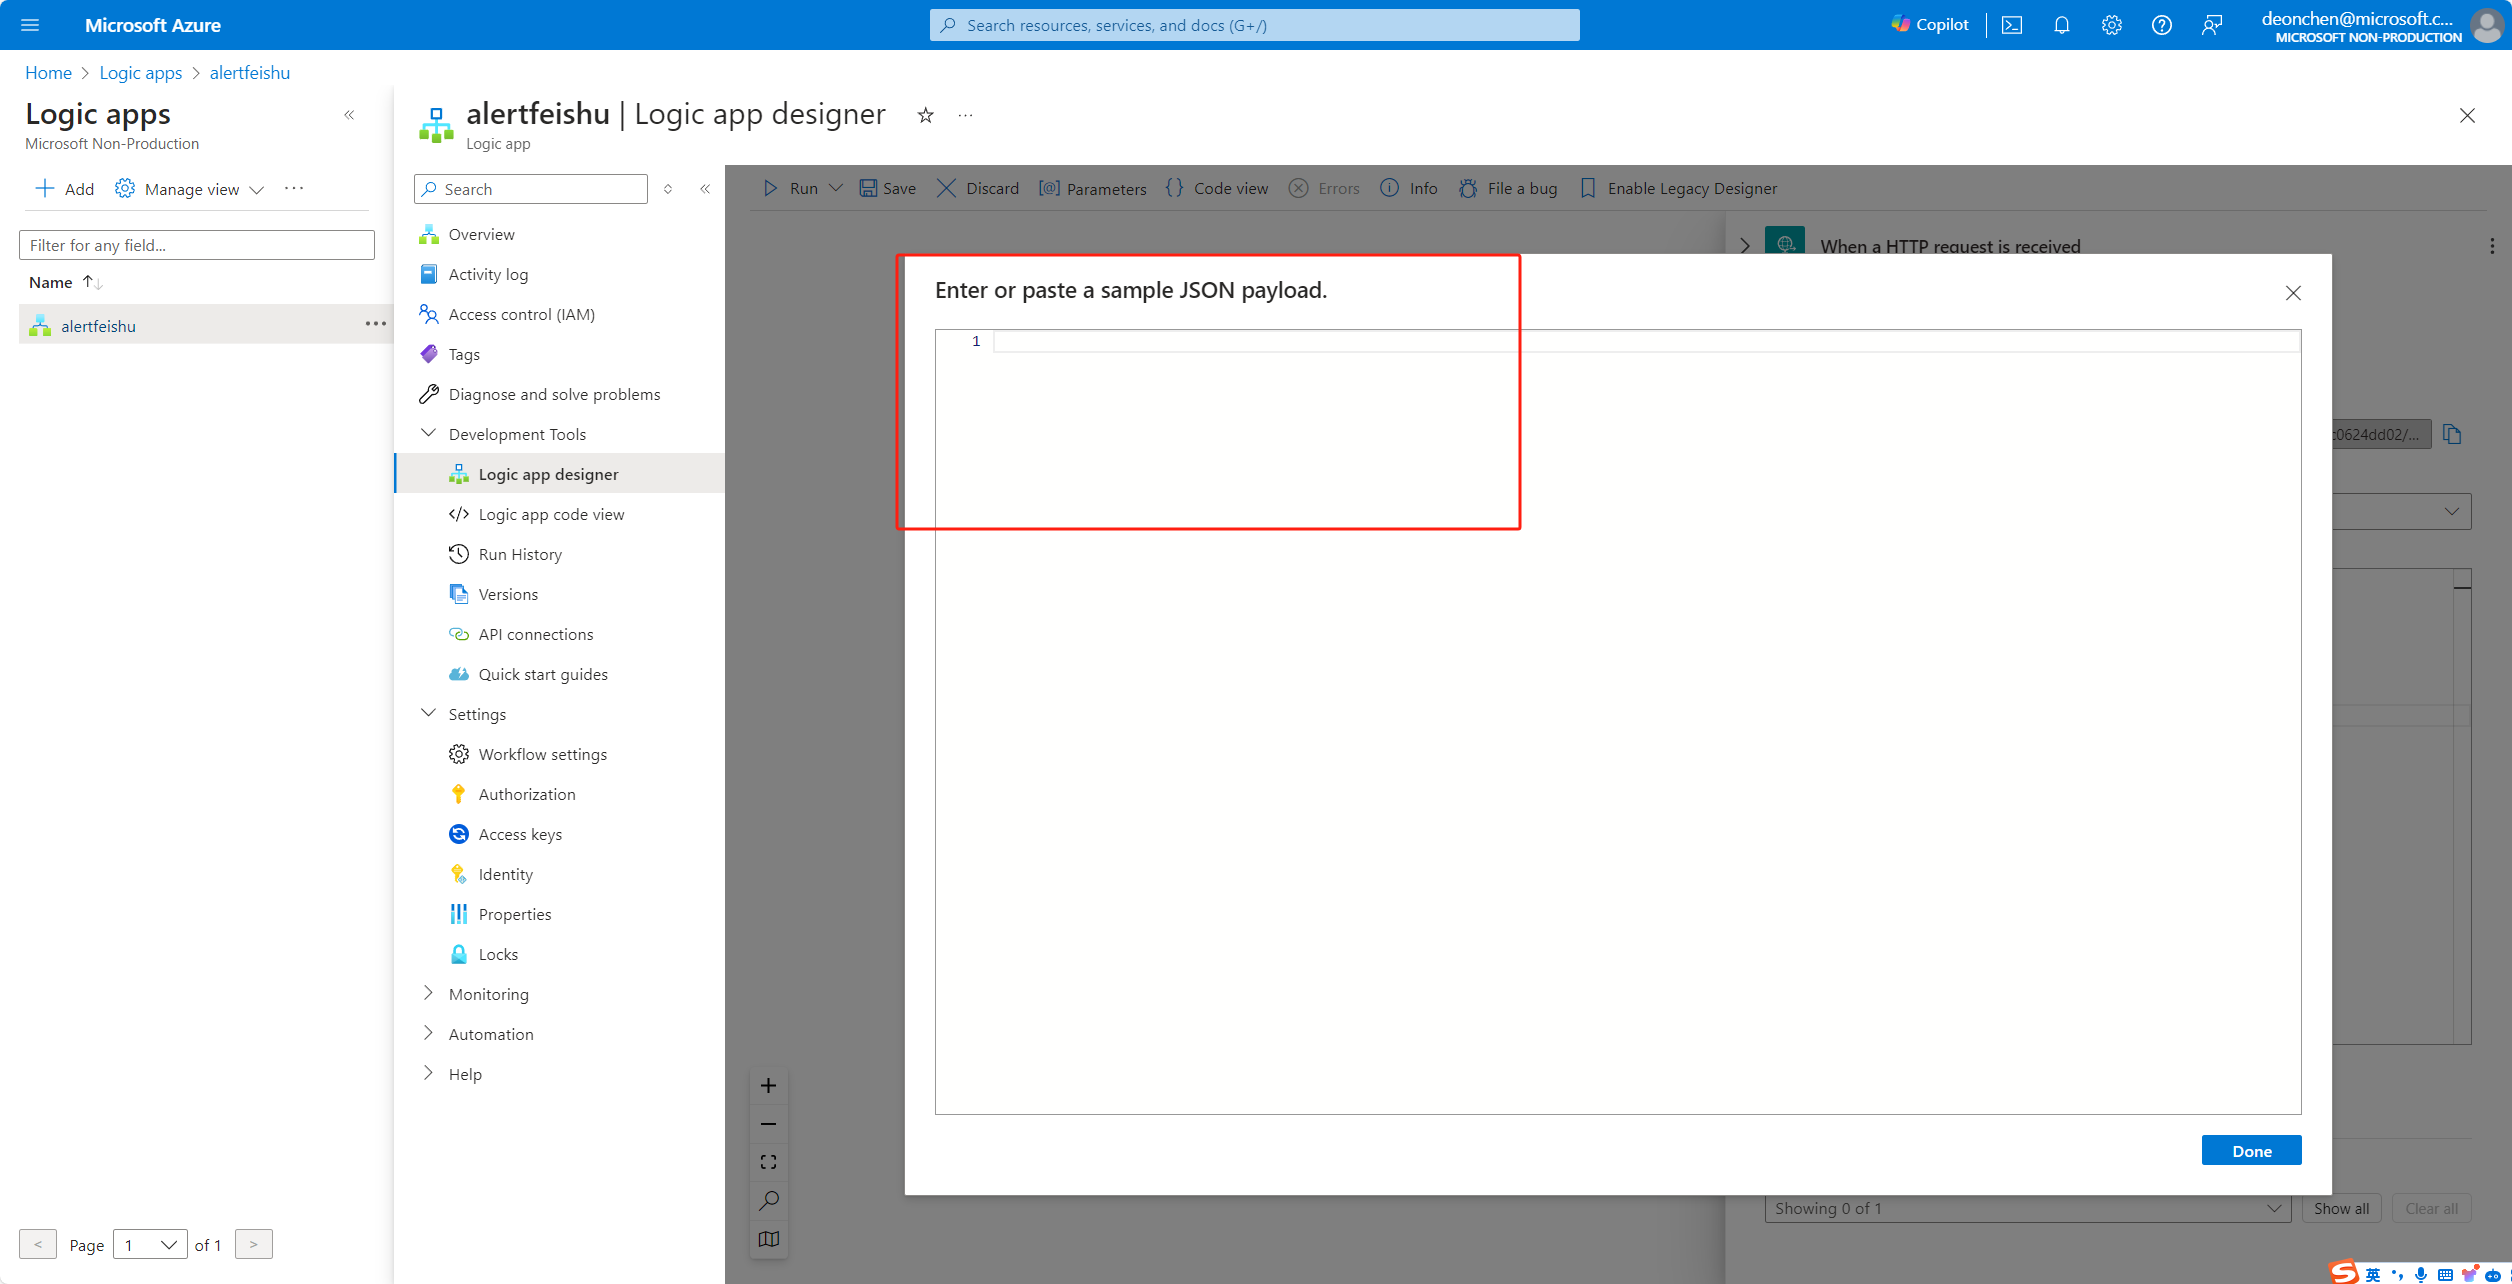 Microsoft Azure
Search resources, services, and docs (G+/)
Copilot
deonchen@microsoft.c...
MICROSOFT NON-PRODUCTION
Home > Logic apps > alertfeishu
Logic apps
Microsoft Non-Production
alertfeishu | Logic app designer
Logic app
Add
Manage view
Filter for any field...
Name
alertfeishu
Page 1 of 1
Search
Overview
Activity log
Access control (IAM)
Tags
Diagnose and solve problems
Development Tools
Logic app designer
Logic app code view
Run History
Versions
API connections
Quick start guides
Settings
Workflow settings
Authorization
Access keys
Identity
Properties
Locks
Monitoring
Automation
Help
Run
Save
Discard
Parameters
Code view
Errors
Info
File a bug
Enable Legacy Designer
When a HTTP request is received
Enter or paste a sample JSON payload.
1
0624dd02/...
Done
Showing 0 of 1
Show all
Clear all
英